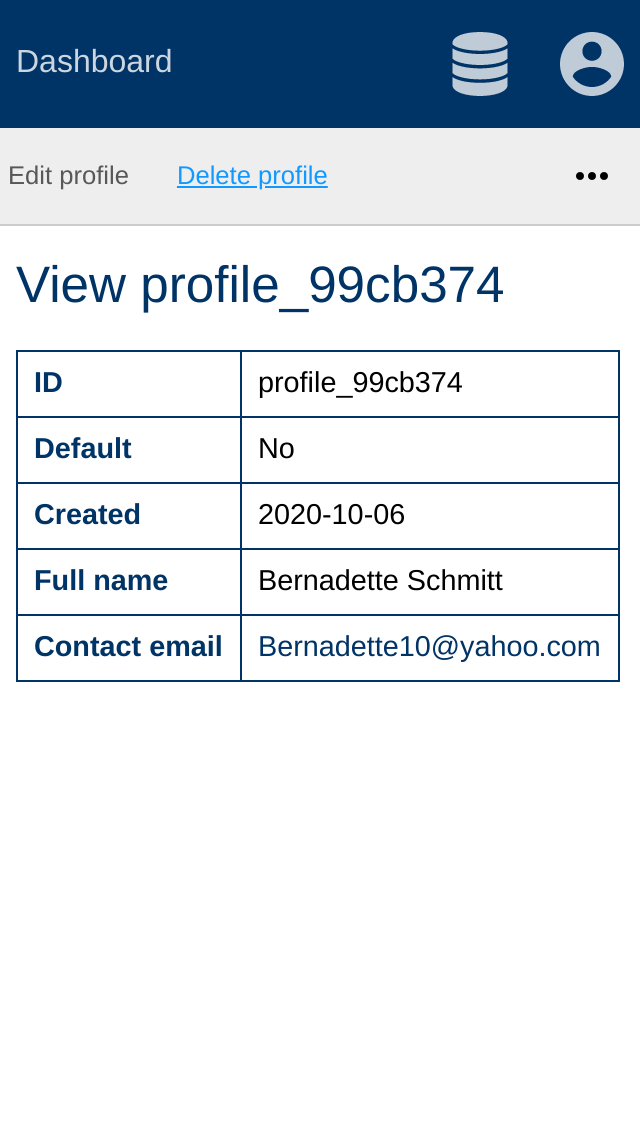 Dashboard
Edit profile Delete profile
View profile_99cb374
ID profile_99cb374
Default No
Created 2020-10-06
Full name Bernadette Schmitt
Contact email Bernadette10@yahoo.com